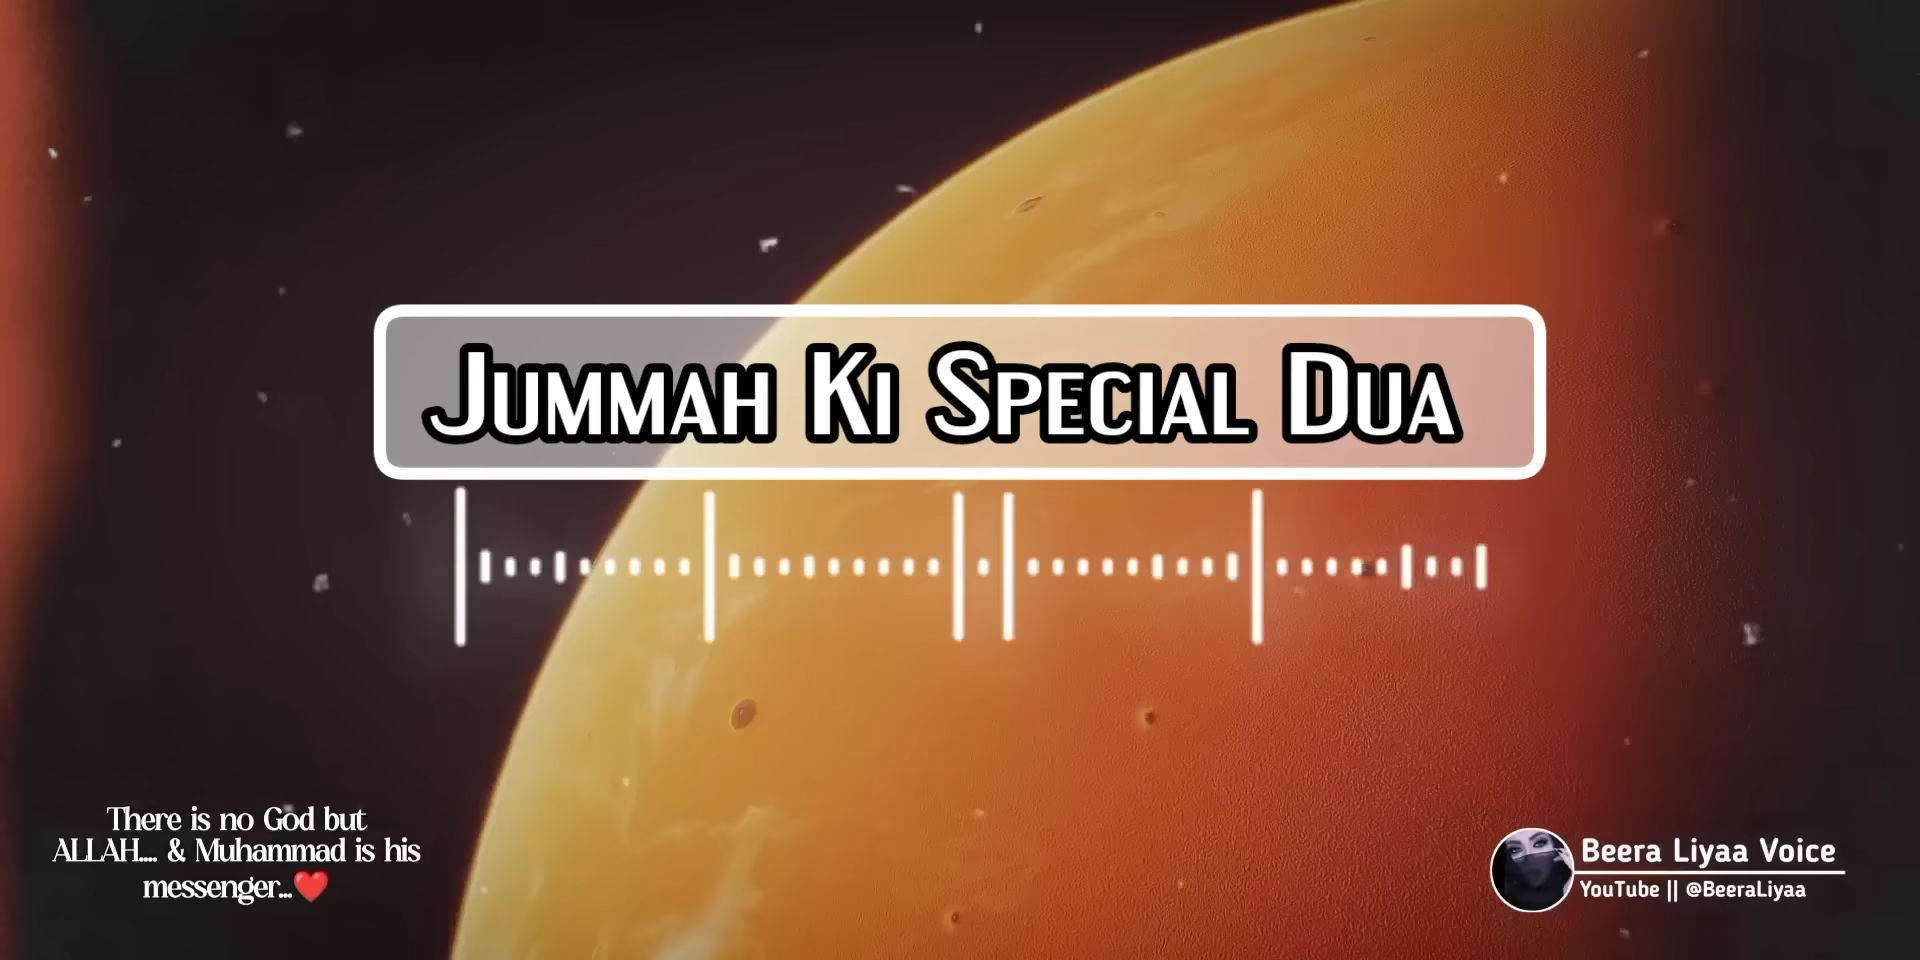 Jummah Ki Special Dua
There is no God but
ALLAH.... & Muhammad is his
messenger...❤️
Beera Liyaa Voice
YouTube || @BeeraLiyaa